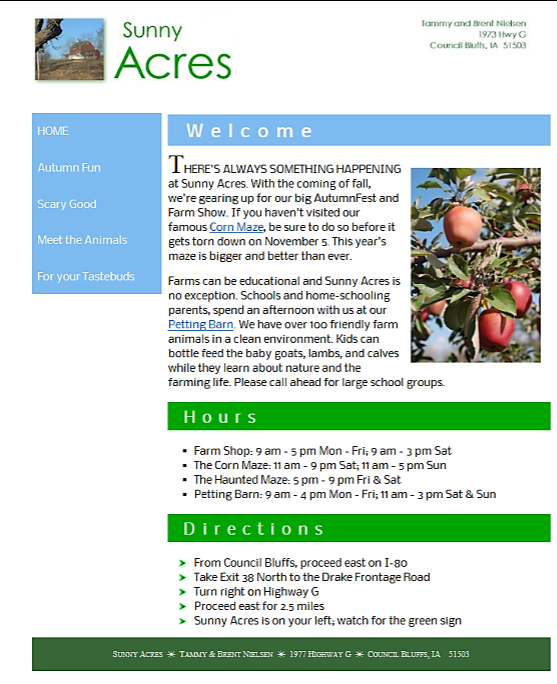 Sunny
Acres
Tammy and Brent Nielsen
1973 Hwy G
Council Bluffs, IA 51503
HOME
Autumn Fun
Scary Good
Meet the Animals
For your Tastebuds
Welcome
THERE'S ALWAYS SOMETHING HAPPENING
at Sunny Acres. With the coming of fall,
we're gearing up for our big AutumnFest and
Farm Show. If you haven't visited our
famous Corn Maze, be sure to do so before it
gets torn down on November 5. This year's
maze is bigger and better than ever.
Farms can be educational and Sunny Acres is
no exception. Schools and home-schooling
parents, spend an afternoon with us at our
Petting Barn. We have over 100 friendly farm
animals in a clean environment. Kids can
bottle feed the baby goats, lambs, and calves
while they learn about nature and the
farming life. Please call ahead for large school groups.
Hours
▪ Farm Shop: 9 am - 5 pm Mon - Fri; 9 am - 3 pm Sat
▪ The Corn Maze: 11 am - 9 pm Sat; 11 am - 5 pm Sun
▪ The Haunted Maze: 5 pm - 9 pm Fri & Sat
▪ Petting Barn: 9 am - 4 pm Mon - Fri; 11 am - 3 pm Sat & Sun
Directions
➤ From Council Bluffs, proceed east on I-80
➤ Take Exit 38 North to the Drake Frontage Road
➤ Turn right on Highway G
➤ Proceed east for 2.5 miles
➤ Sunny Acres is on your left; watch for the green sign
SUNNY ACRES ✳ TAMMY & BRENT NIELSEN ✳ 1977 HIGHWAY G ✳ COUNCIL BLUFFS, IA 51503